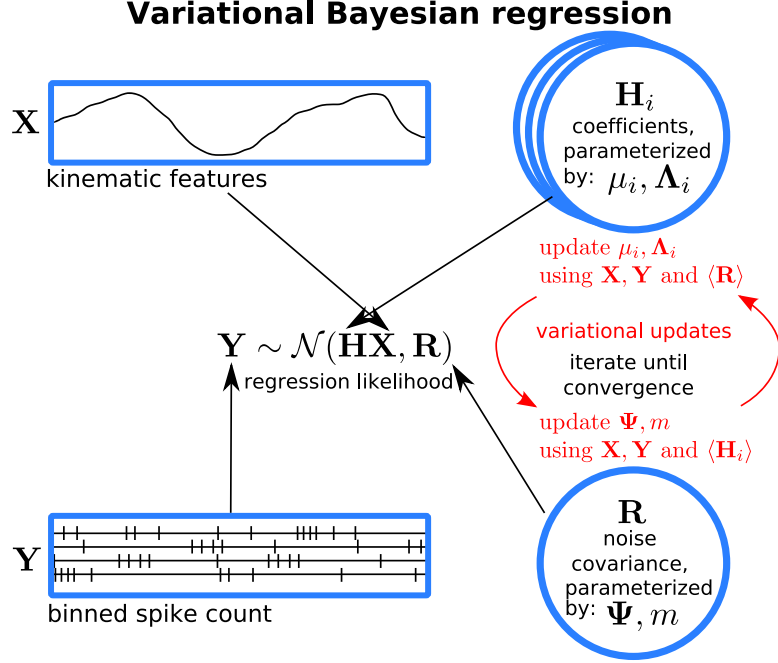 Variational Bayesian regression
X
kinematic features
H_i
coefficients,
parameterized
by: μ_i, Λ_i
update μ_i, Λ_i
using X, Y and ⟨R⟩
variational updates
iterate until
convergence
update Ψ, m
using X, Y and ⟨H_i⟩
Y ∼ 𝒩(HX, R)
regression likelihood
Y
binned spike count
R
noise
covariance,
parameterized
by: Ψ, m